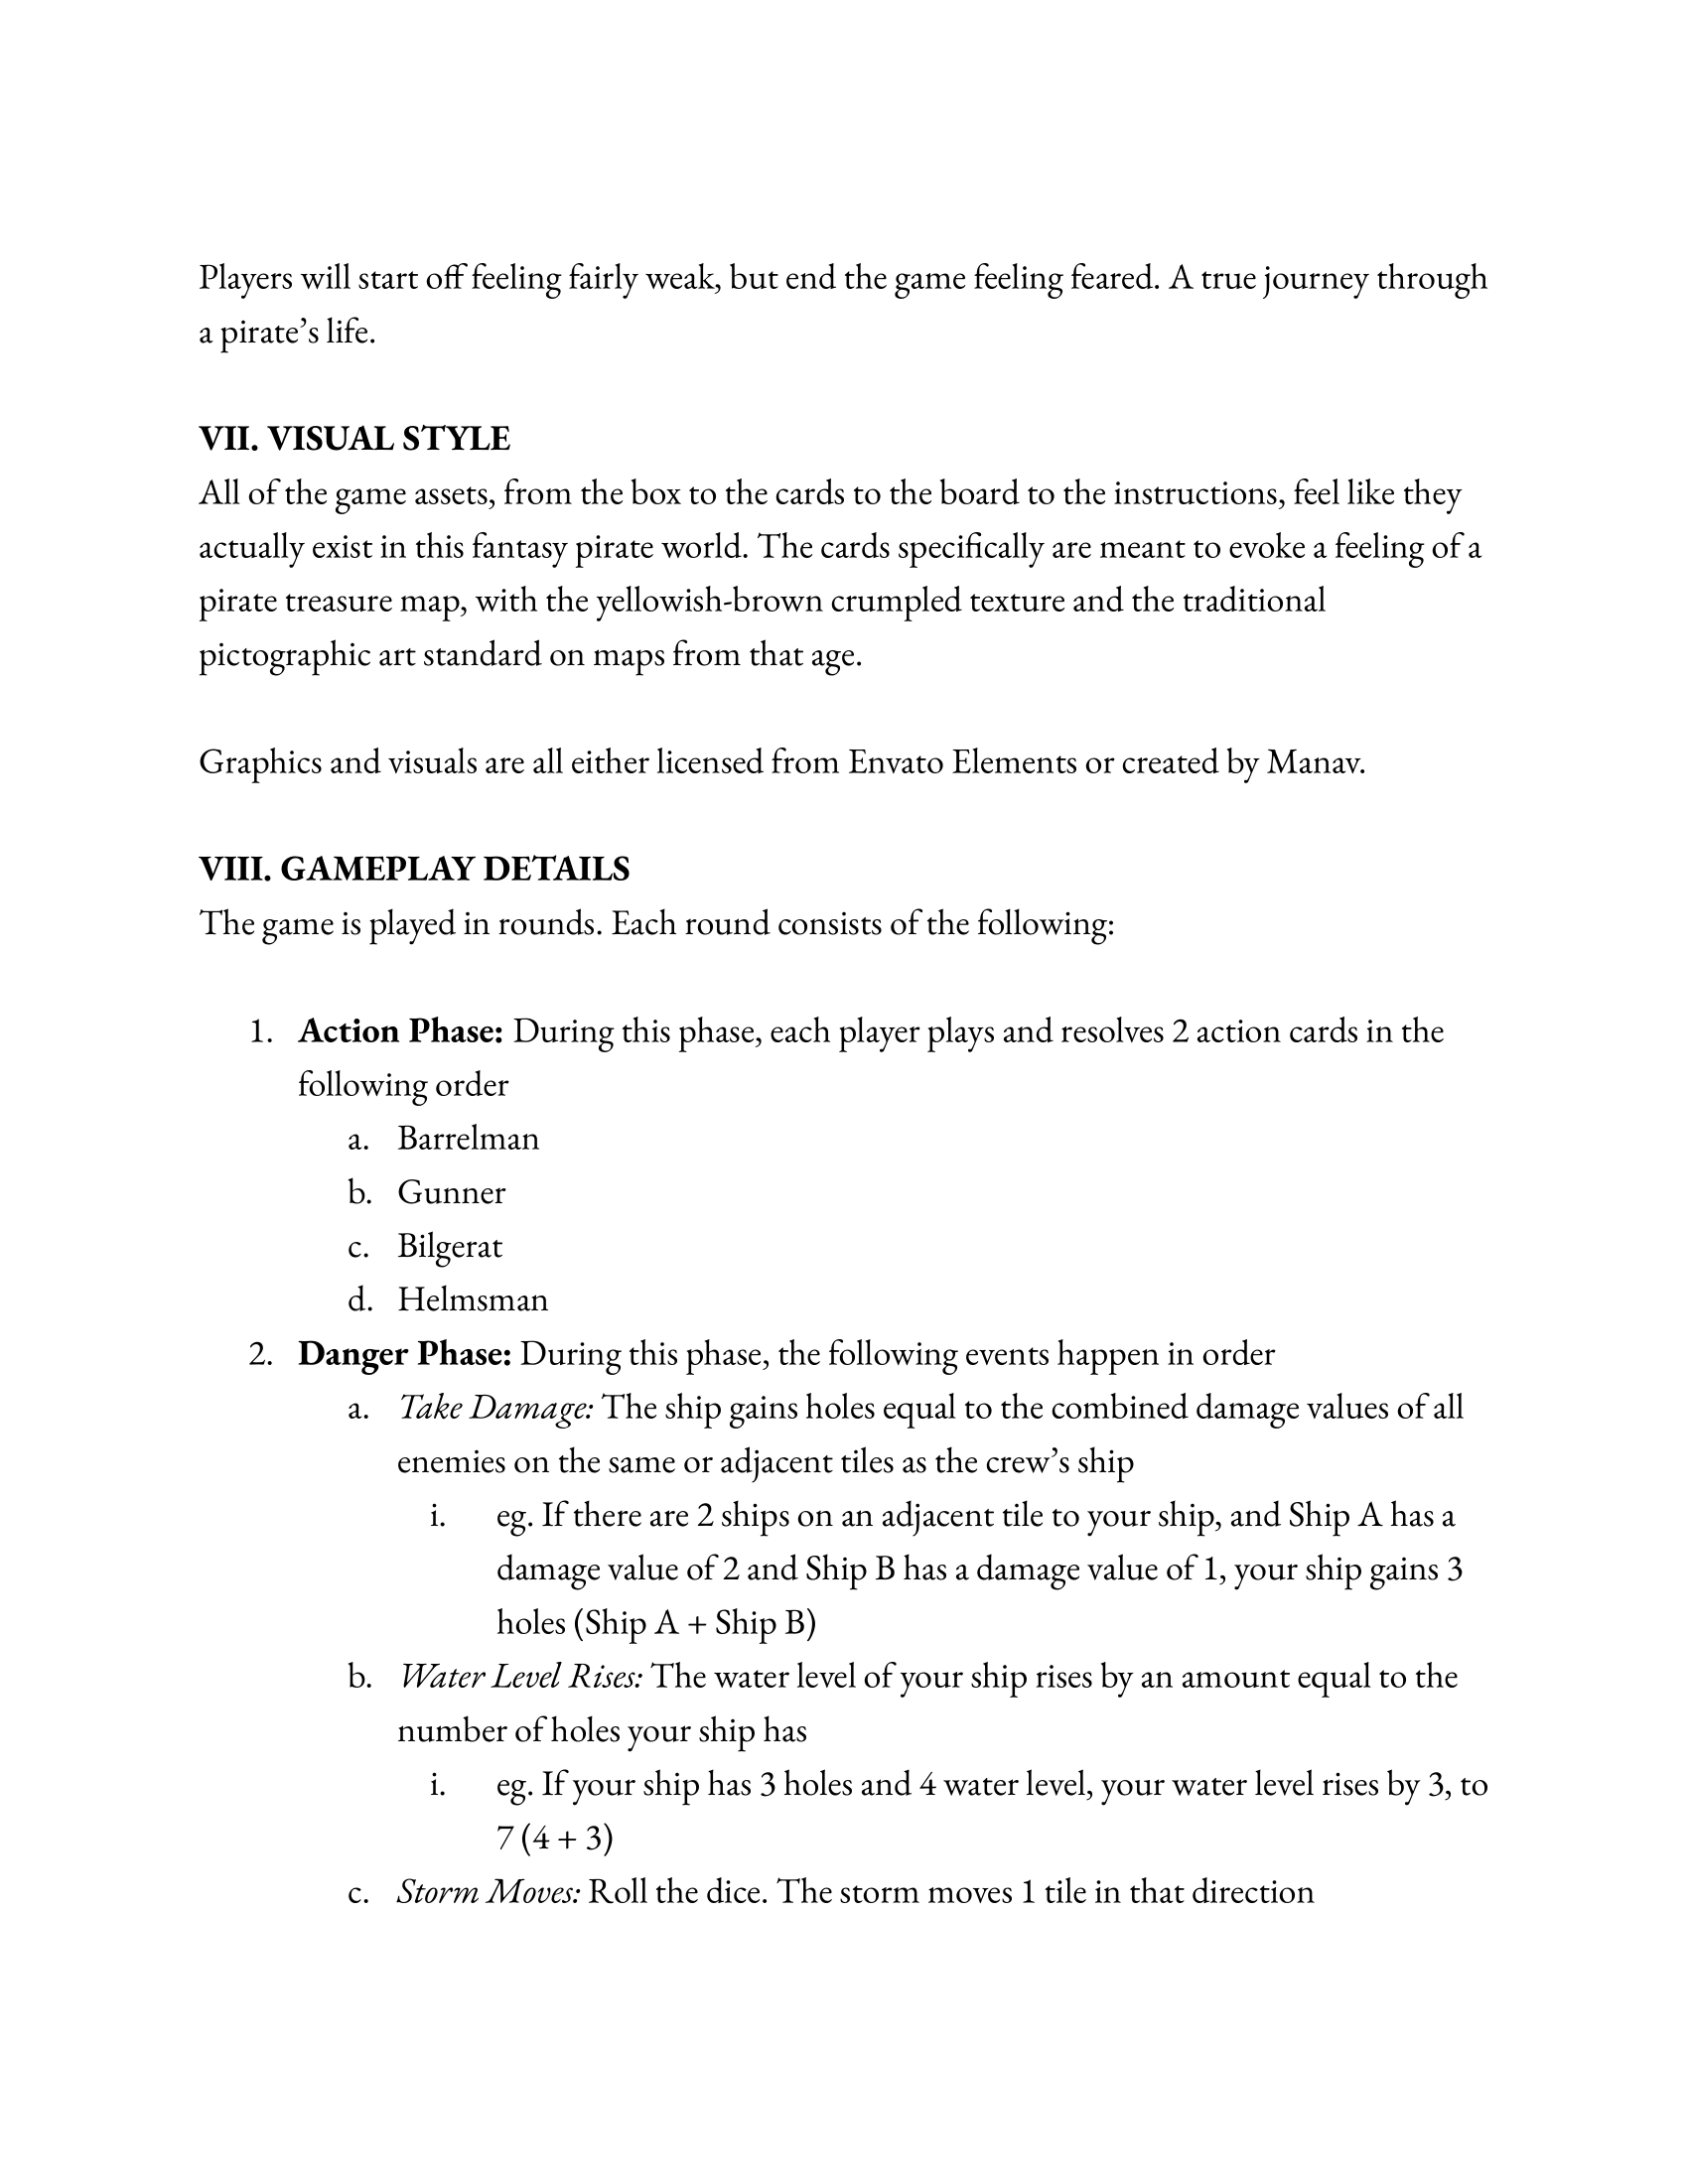 Players will start off feeling fairly weak, but end the game feeling feared. A true journey through
a pirate’s life.
VII. VISUAL STYLE
All of the game assets, from the box to the cards to the board to the instructions, feel like they
actually exist in this fantasy pirate world. The cards specifically are meant to evoke a feeling of a
pirate treasure map, with the yellowish-brown crumpled texture and the traditional
pictographic art standard on maps from that age.
Graphics and visuals are all either licensed from Envato Elements or created by Manav.
VIII. GAMEPLAY DETAILS
The game is played in rounds. Each round consists of the following:
1. Action Phase: During this phase, each player plays and resolves 2 action cards in the
following order
a. Barrelman
b. Gunner
c. Bilgerat
d. Helmsman
2. Danger Phase: During this phase, the following events happen in order
a. Take Damage: The ship gains holes equal to the combined damage values of all
enemies on the same or adjacent tiles as the crew’s ship
i. eg. If there are 2 ships on an adjacent tile to your ship, and Ship A has a
damage value of 2 and Ship B has a damage value of 1, your ship gains 3
holes (Ship A + Ship B)
b. Water Level Rises: The water level of your ship rises by an amount equal to the
number of holes your ship has
i. eg. If your ship has 3 holes and 4 water level, your water level rises by 3, to
7 (4 + 3)
c. Storm Moves: Roll the dice. The storm moves 1 tile in that direction